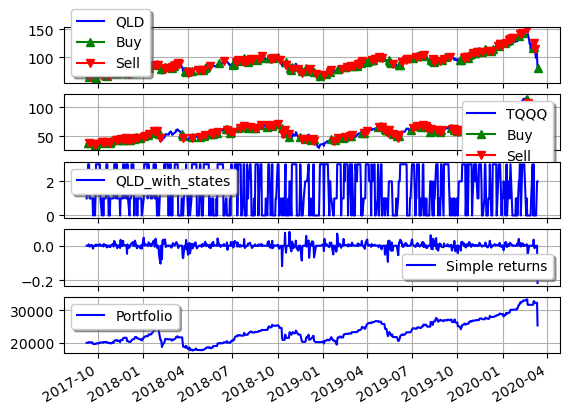 150
100
QLD
Buy
Sell
100
50
TQQQ
Buy
Sell
2
0
QLD_with_states
0.0
−0.2
Simple returns
30000
20000
Portfolio
2017-10
2018-01
2018-04
2018-07
2018-10
2019-01
2019-04
2019-07
2019-10
2020-01
2020-04